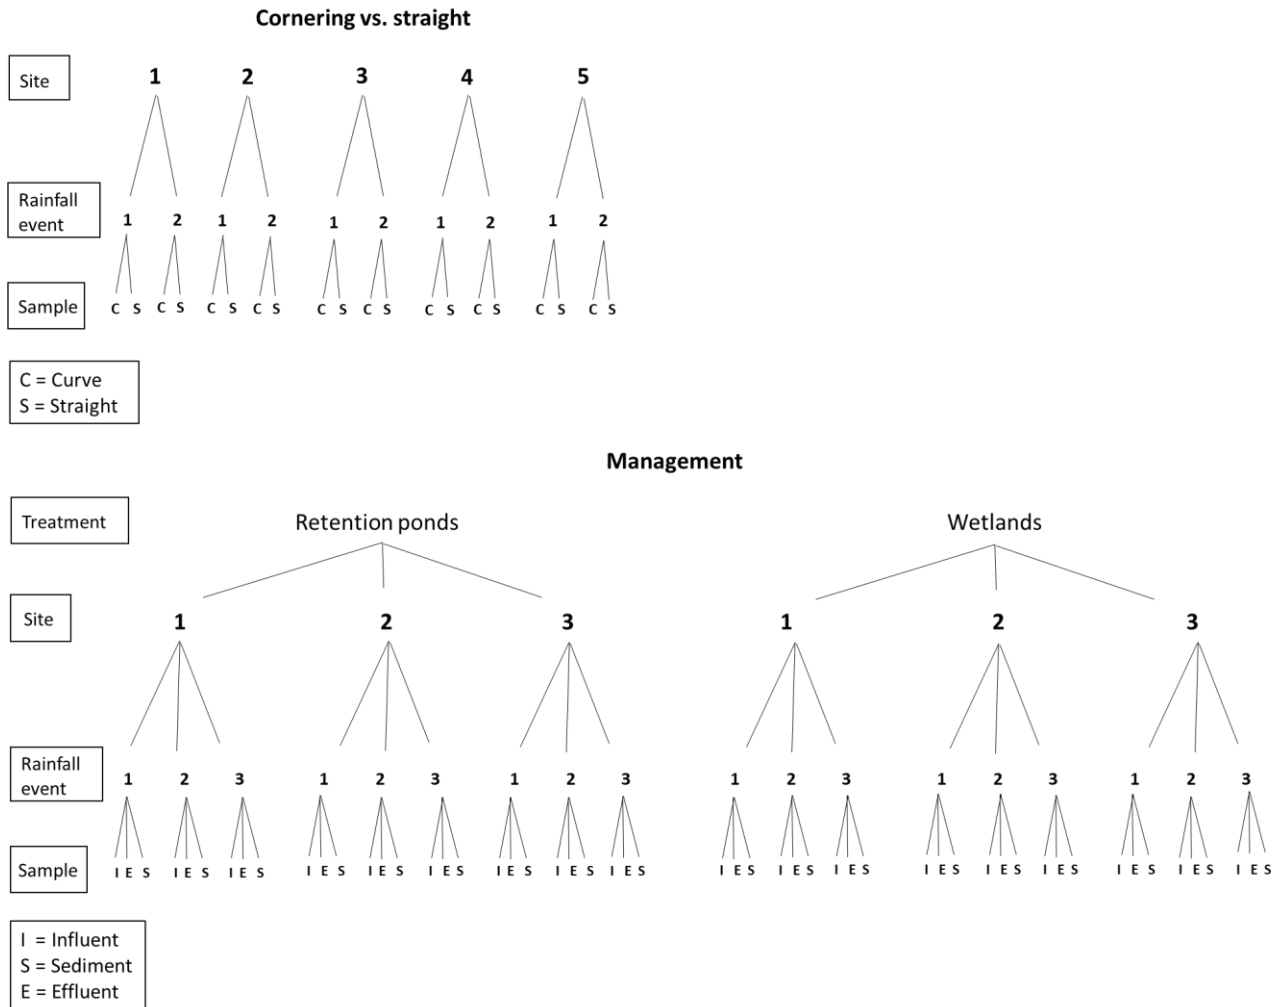 Cornering vs. straight
Site 1 2 3 4 5
Rainfall
event
1 2 1 2 1 2 1 2 1 2
Sample C S C S C S C S C S C S C S C S C S C S
C = Curve
S = Straight
Management
Treatment Retention ponds Wetlands
Site 1 2 3 1 2 3
Rainfall
event
1 2 3 1 2 3 1 2 3 1 2 3 1 2 3 1 2 3
Sample I E S I E S I E S I E S I E S I E S I E S I E S I E S I E S I E S I E S I E S I E S I E S I E S I E S I E S
I = Influent
S = Sediment
E = Effluent